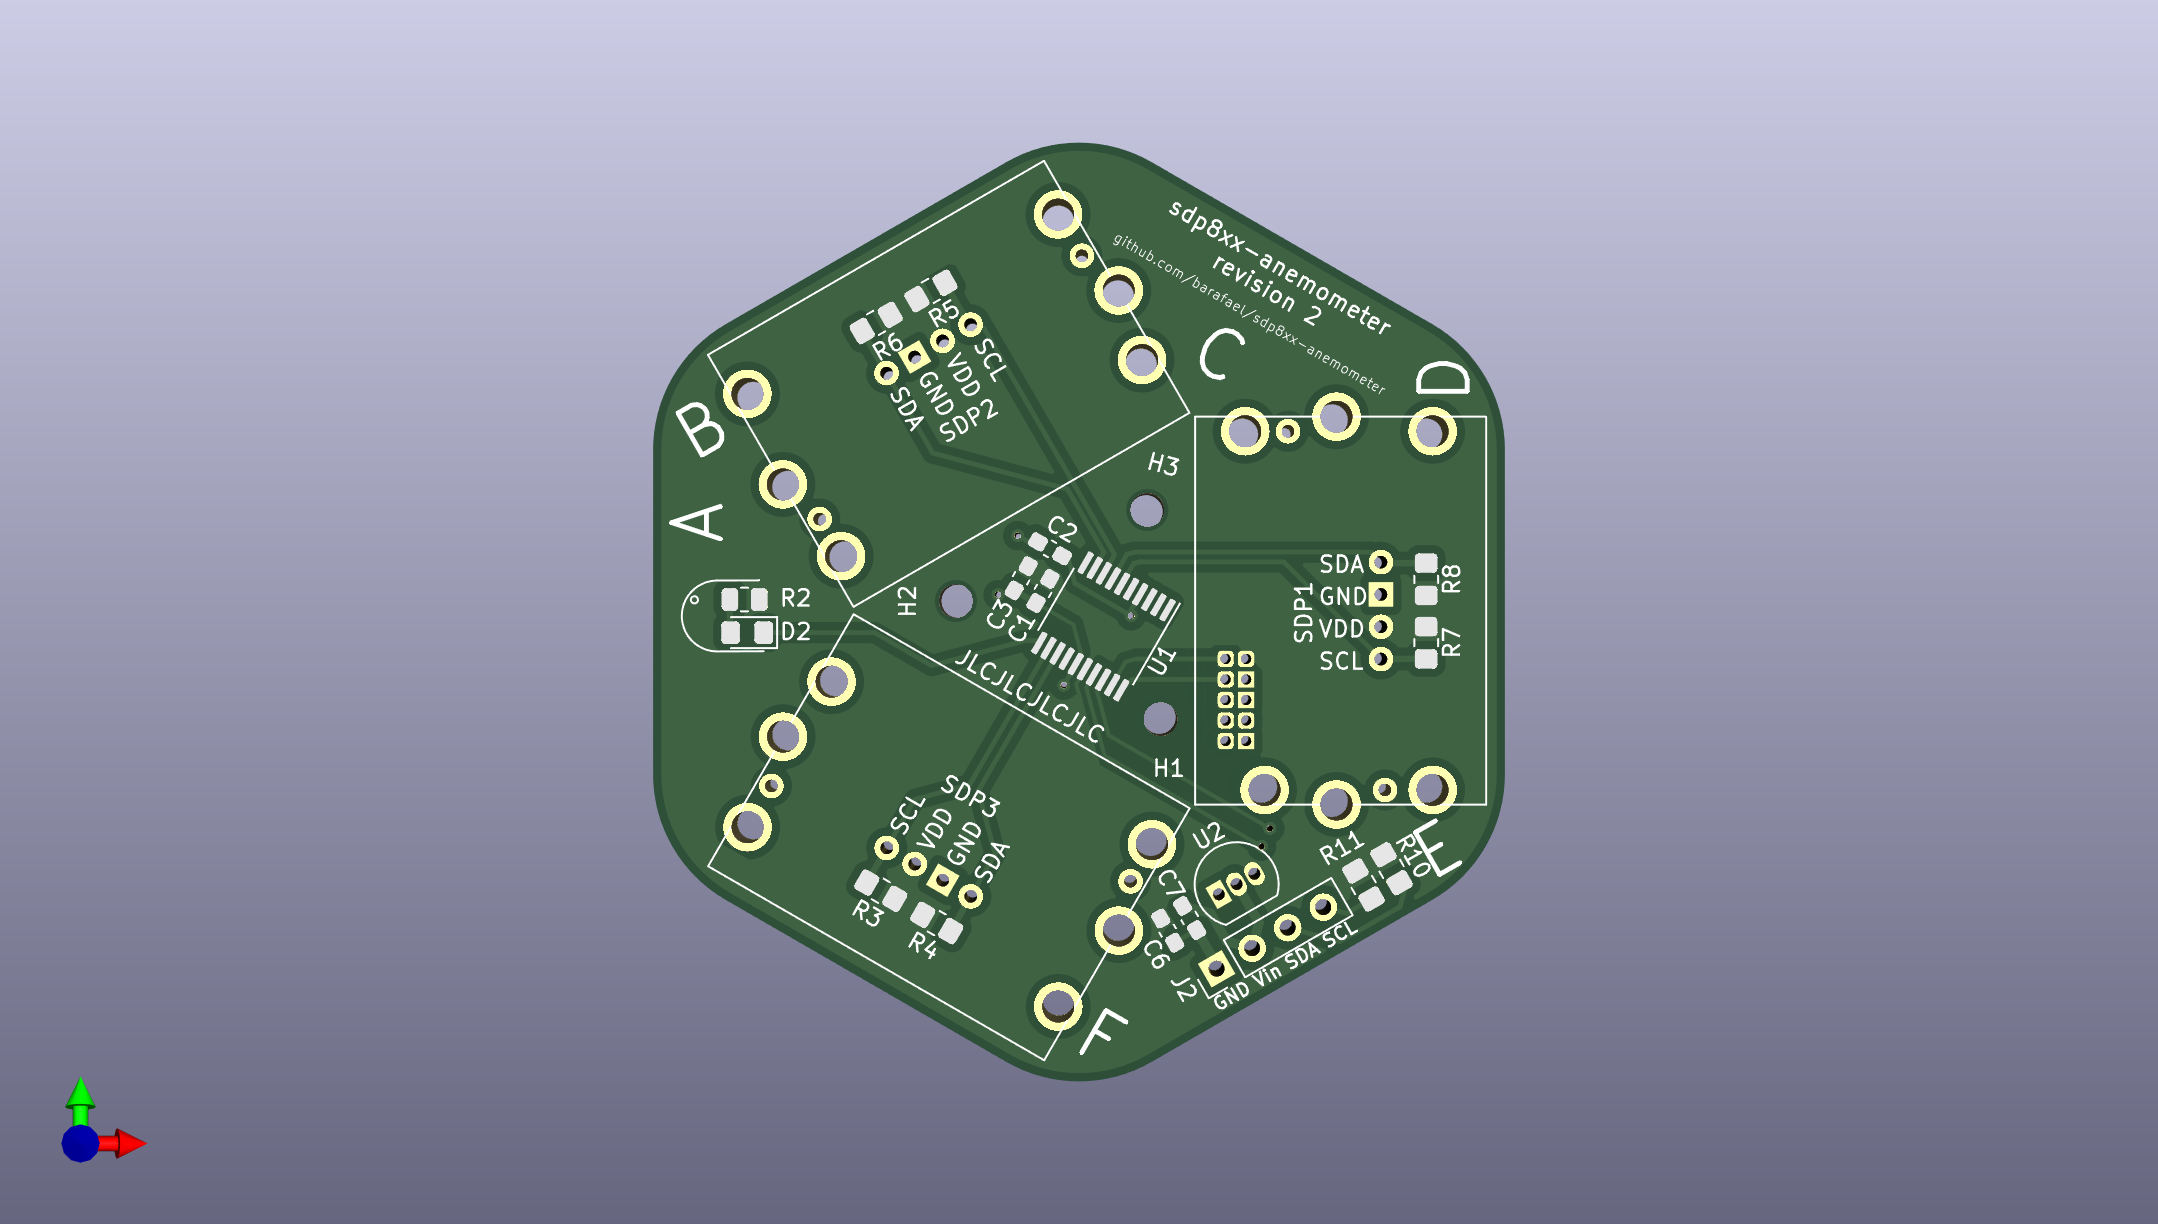 sdp8xx-anemometer
revision 2
github.com/barafael/sdp8xx-anemometer
C
D
R5
R6
SCL
VDD
GND
SDA
SDP2
B
A
H3
C2
H2
C3
C1
U1
R2
D2
SDA
GND
VDD
SCL
SDP1
R8
R7
JLCJLCJLCJLC
H1
SDP3
SCL
VDD
GND
SDA
R3
R4
U2
R11
R10
E
C7
C6
J2
GND Vin SDA SCL
F